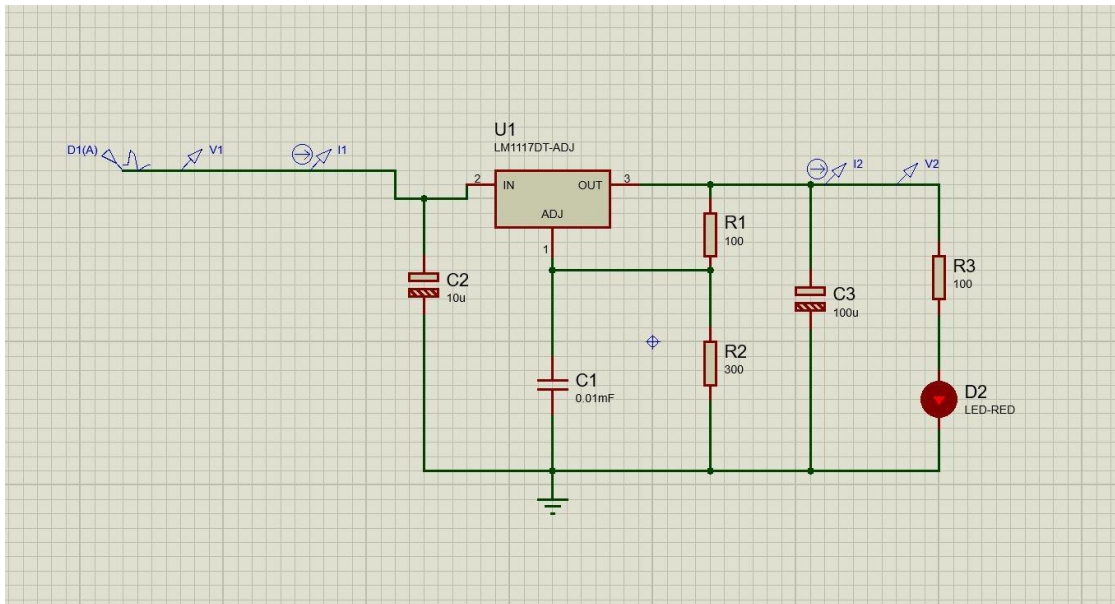 D1(A)
V1
I1
U1
LM1117DT-ADJ
2
IN
OUT
3
ADJ
1
I2
V2
R1
100
C2
10u
R3
100
C3
100u
R2
300
C1
0.01mF
D2
LED-RED